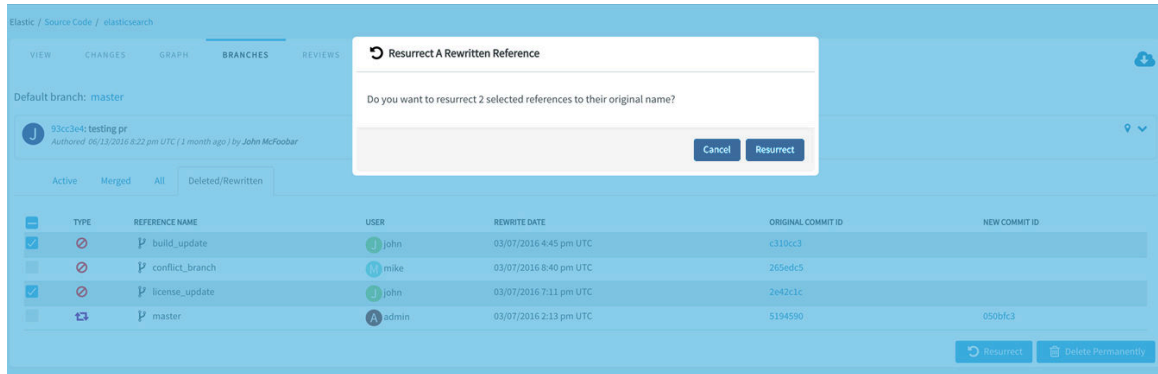 Elastic / Source Code / elasticsearch
VIEW CHANGES GRAPH BRANCHES REVIEWS
Resurrect A Rewritten Reference
Do you want to resurrect 2 selected references to their original name?
Cancel Resurrect
Default branch: master
J 93cc3e4: testing pr
Authored 06/13/2016 8:22 pm UTC ( 1 month ago ) by John McFoobar
Active Merged All Deleted/Rewritten
TYPE REFERENCE NAME USER REWRITE DATE ORIGINAL COMMIT ID NEW COMMIT ID
build_update J john 03/07/2016 4:45 pm UTC c310cc3
conflict_branch M mike 03/07/2016 8:40 pm UTC 265edc5
license_update J john 03/07/2016 7:11 pm UTC 2e42c1c
master A admin 03/07/2016 2:13 pm UTC 5194590 050bfc3
Resurrect Delete Permanently